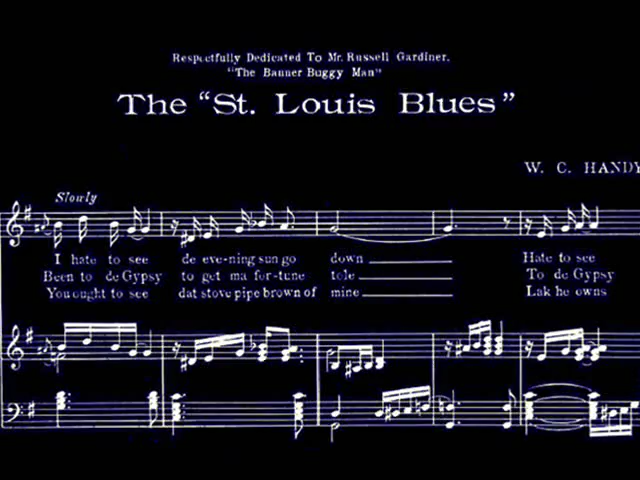 Respectfully Dedicated To Mr. Russell Gardiner,
"The Banner Buggy Man"
The "St. Louis Blues"
W. C. HANDY
Slowly
I hate to see de eve-ning sun go down Hate to see
Been to de Gypsy to get ma for-tune tole To de Gypsy
You ought to see dat stove pipe brown of mine Lak he owns